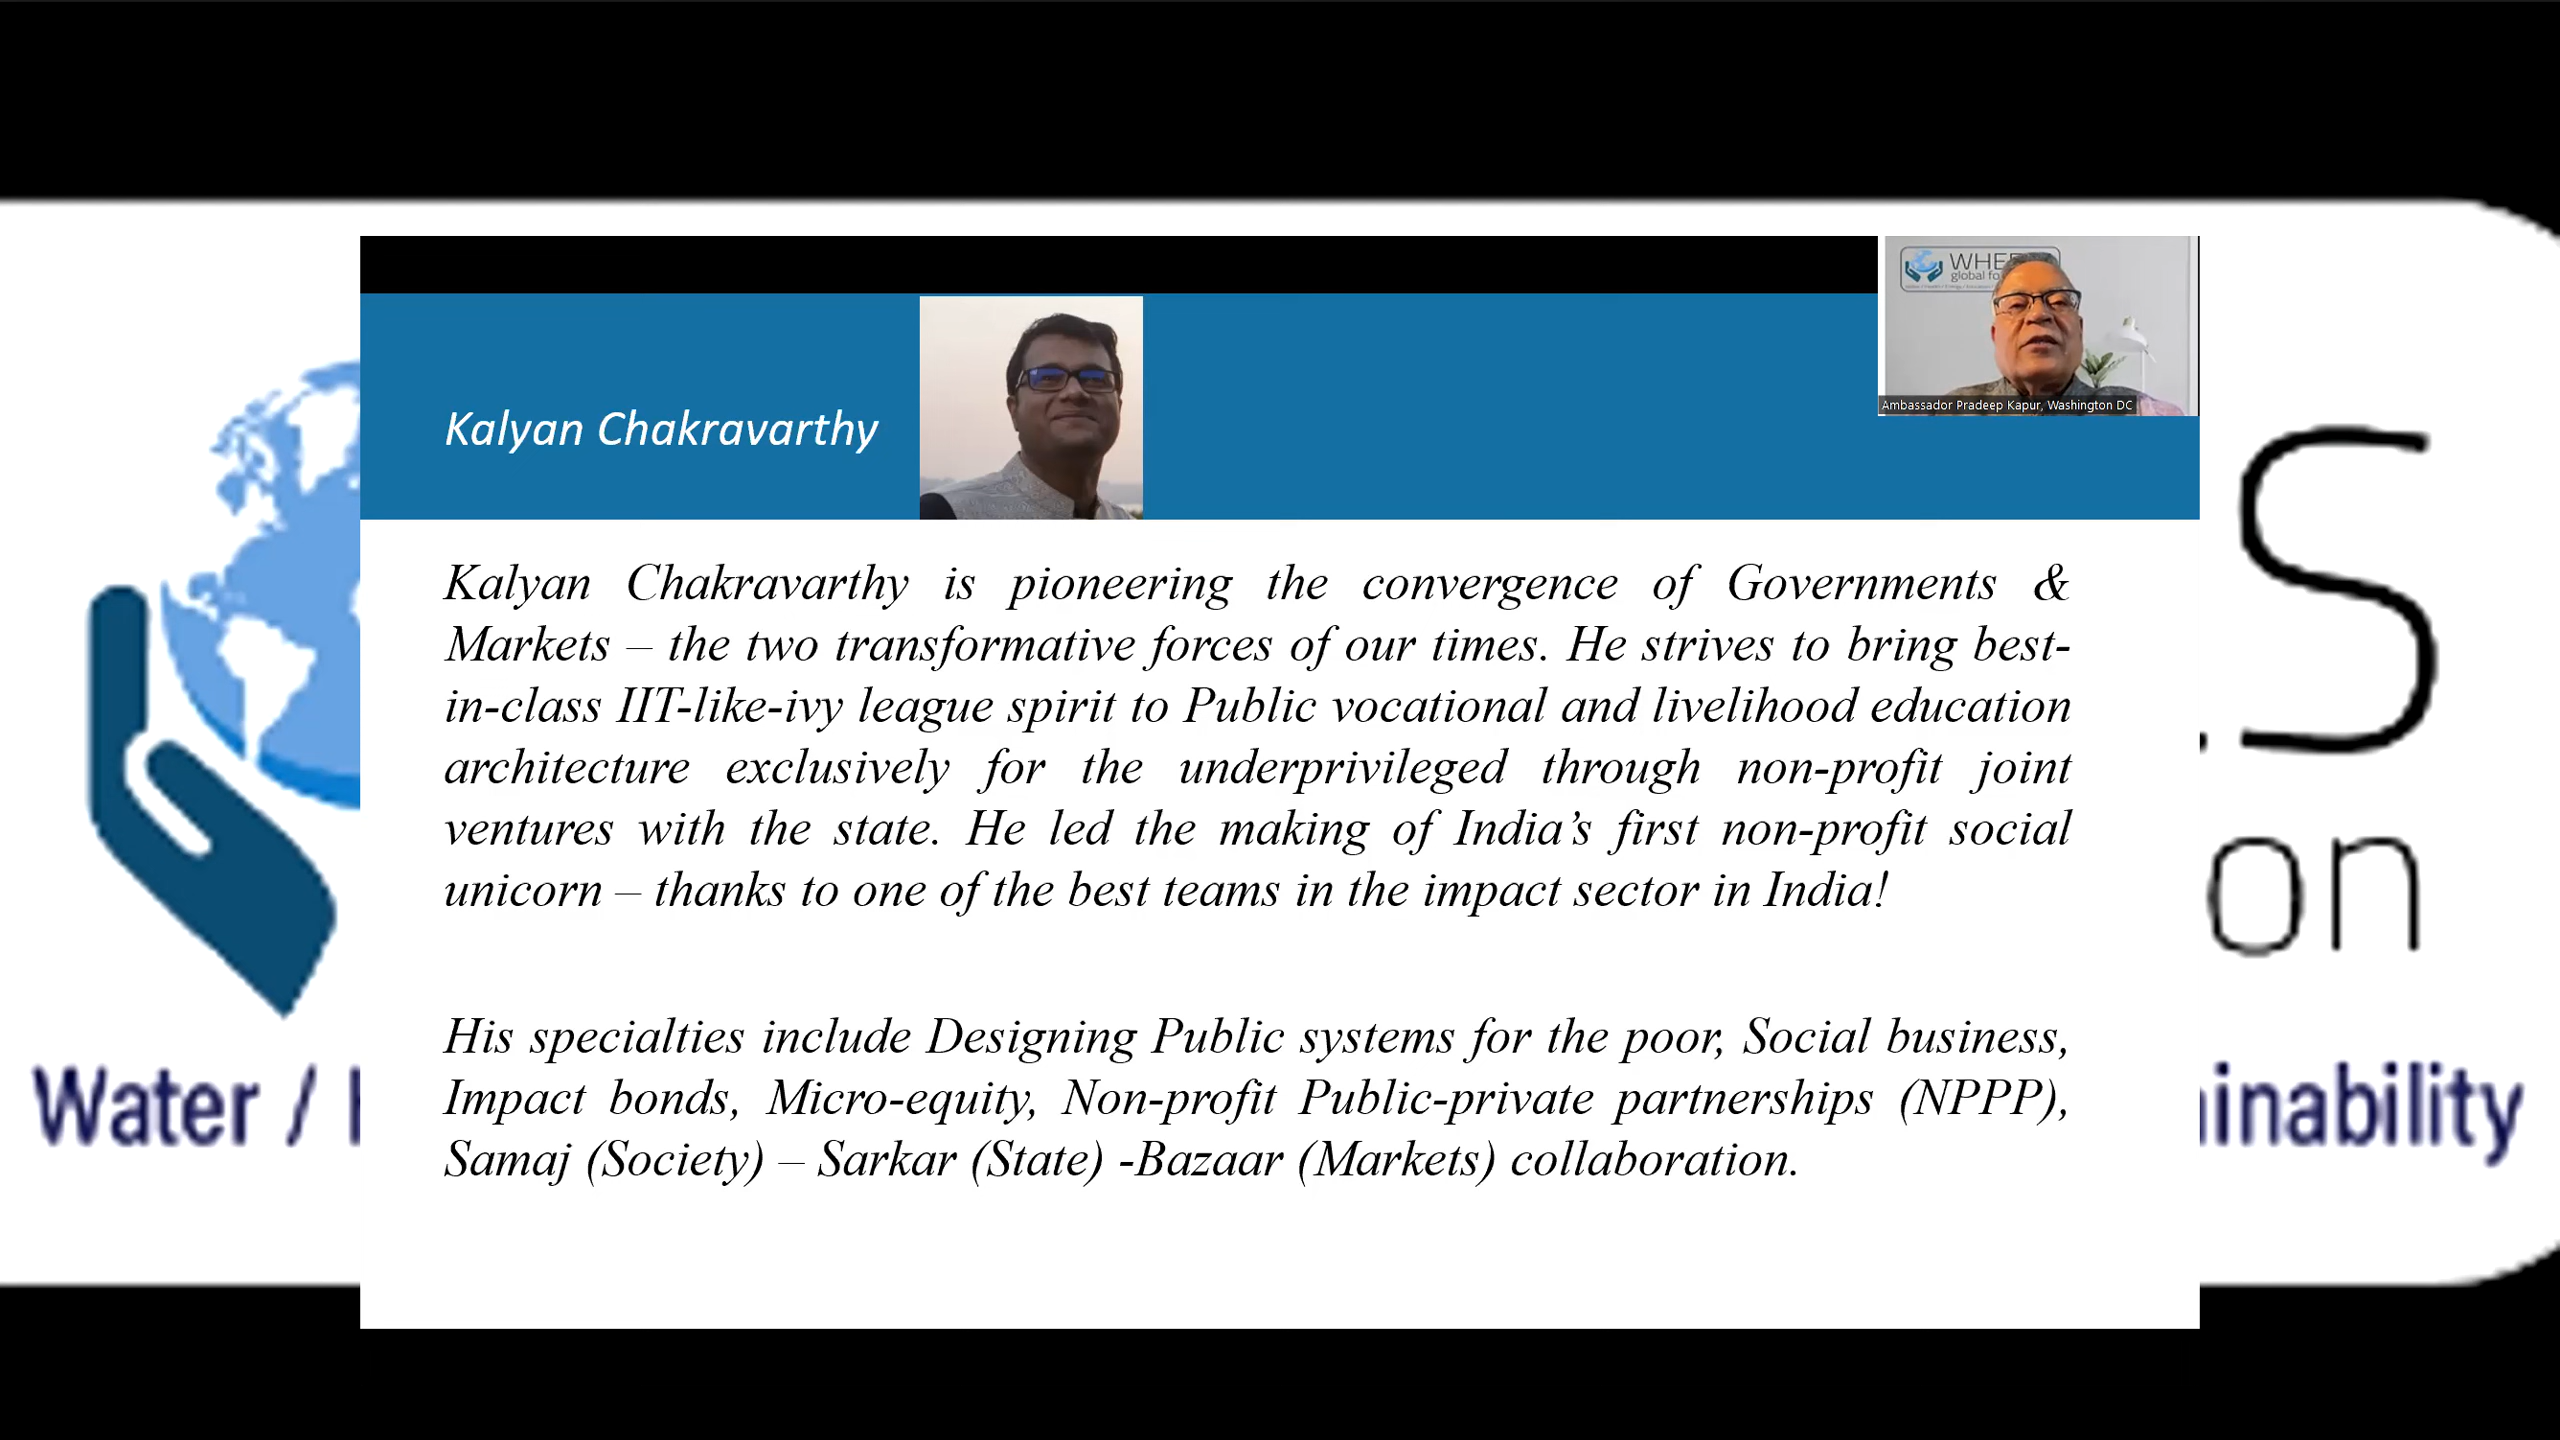 WHEE
global fo
Ambassador Pradeep Kapur, Washington DC
Kalyan Chakravarthy
Kalyan Chakravarthy is pioneering the convergence of Governments &
Markets – the two transformative forces of our times. He strives to bring best-
in-class IIT-like-ivy league spirit to Public vocational and livelihood education
architecture exclusively for the underprivileged through non-profit joint
ventures with the state. He led the making of India’s first non-profit social
unicorn – thanks to one of the best teams in the impact sector in India!
His specialties include Designing Public systems for the poor, Social business,
Impact bonds, Micro-equity, Non-profit Public-private partnerships (NPPP),
Samaj (Society) – Sarkar (State) -Bazaar (Markets) collaboration.
S
on
Water /
inability